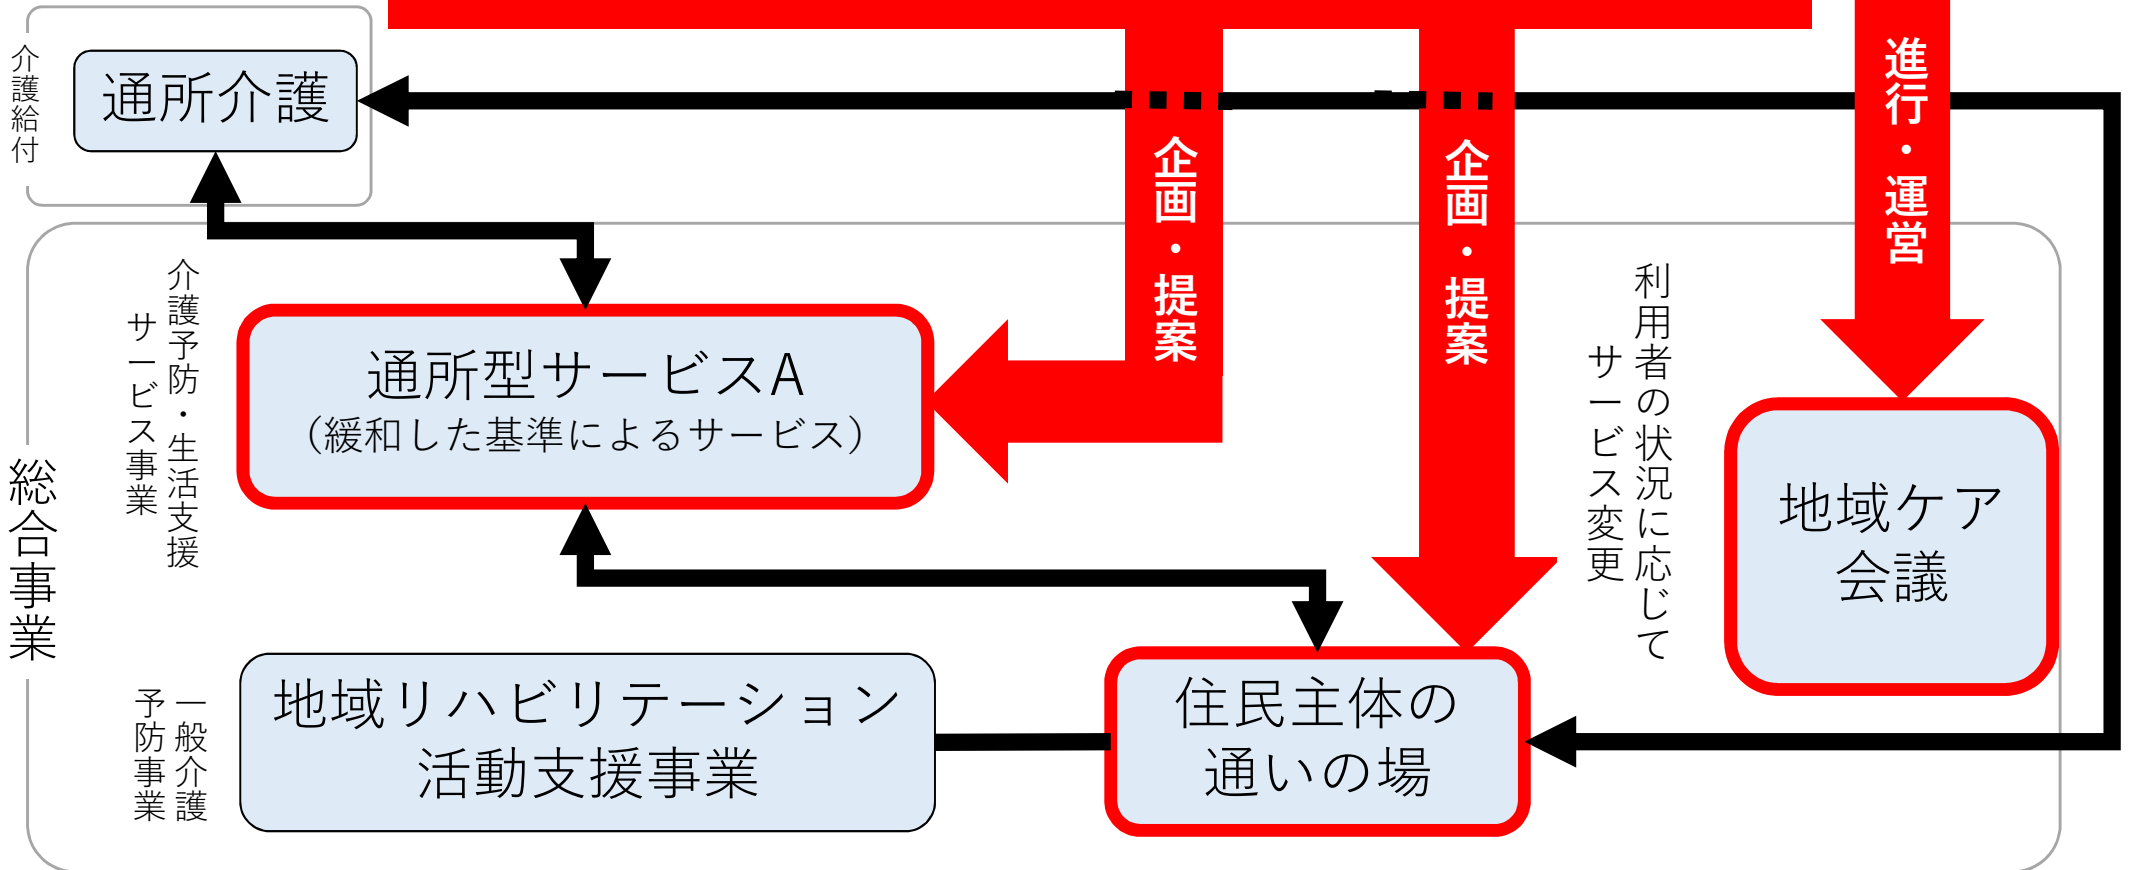 介護給付
通所介護
進行・運営
企画・提案
企画・提案
総合事業
介護予防・生活支援
サービス事業
通所型サービスA
（緩和した基準によるサービス）
利用者の状況に応じて
サービス変更
地域ケア
会議
一般介護
予防事業
地域リハビリテーション
活動支援事業
住民主体の
通いの場